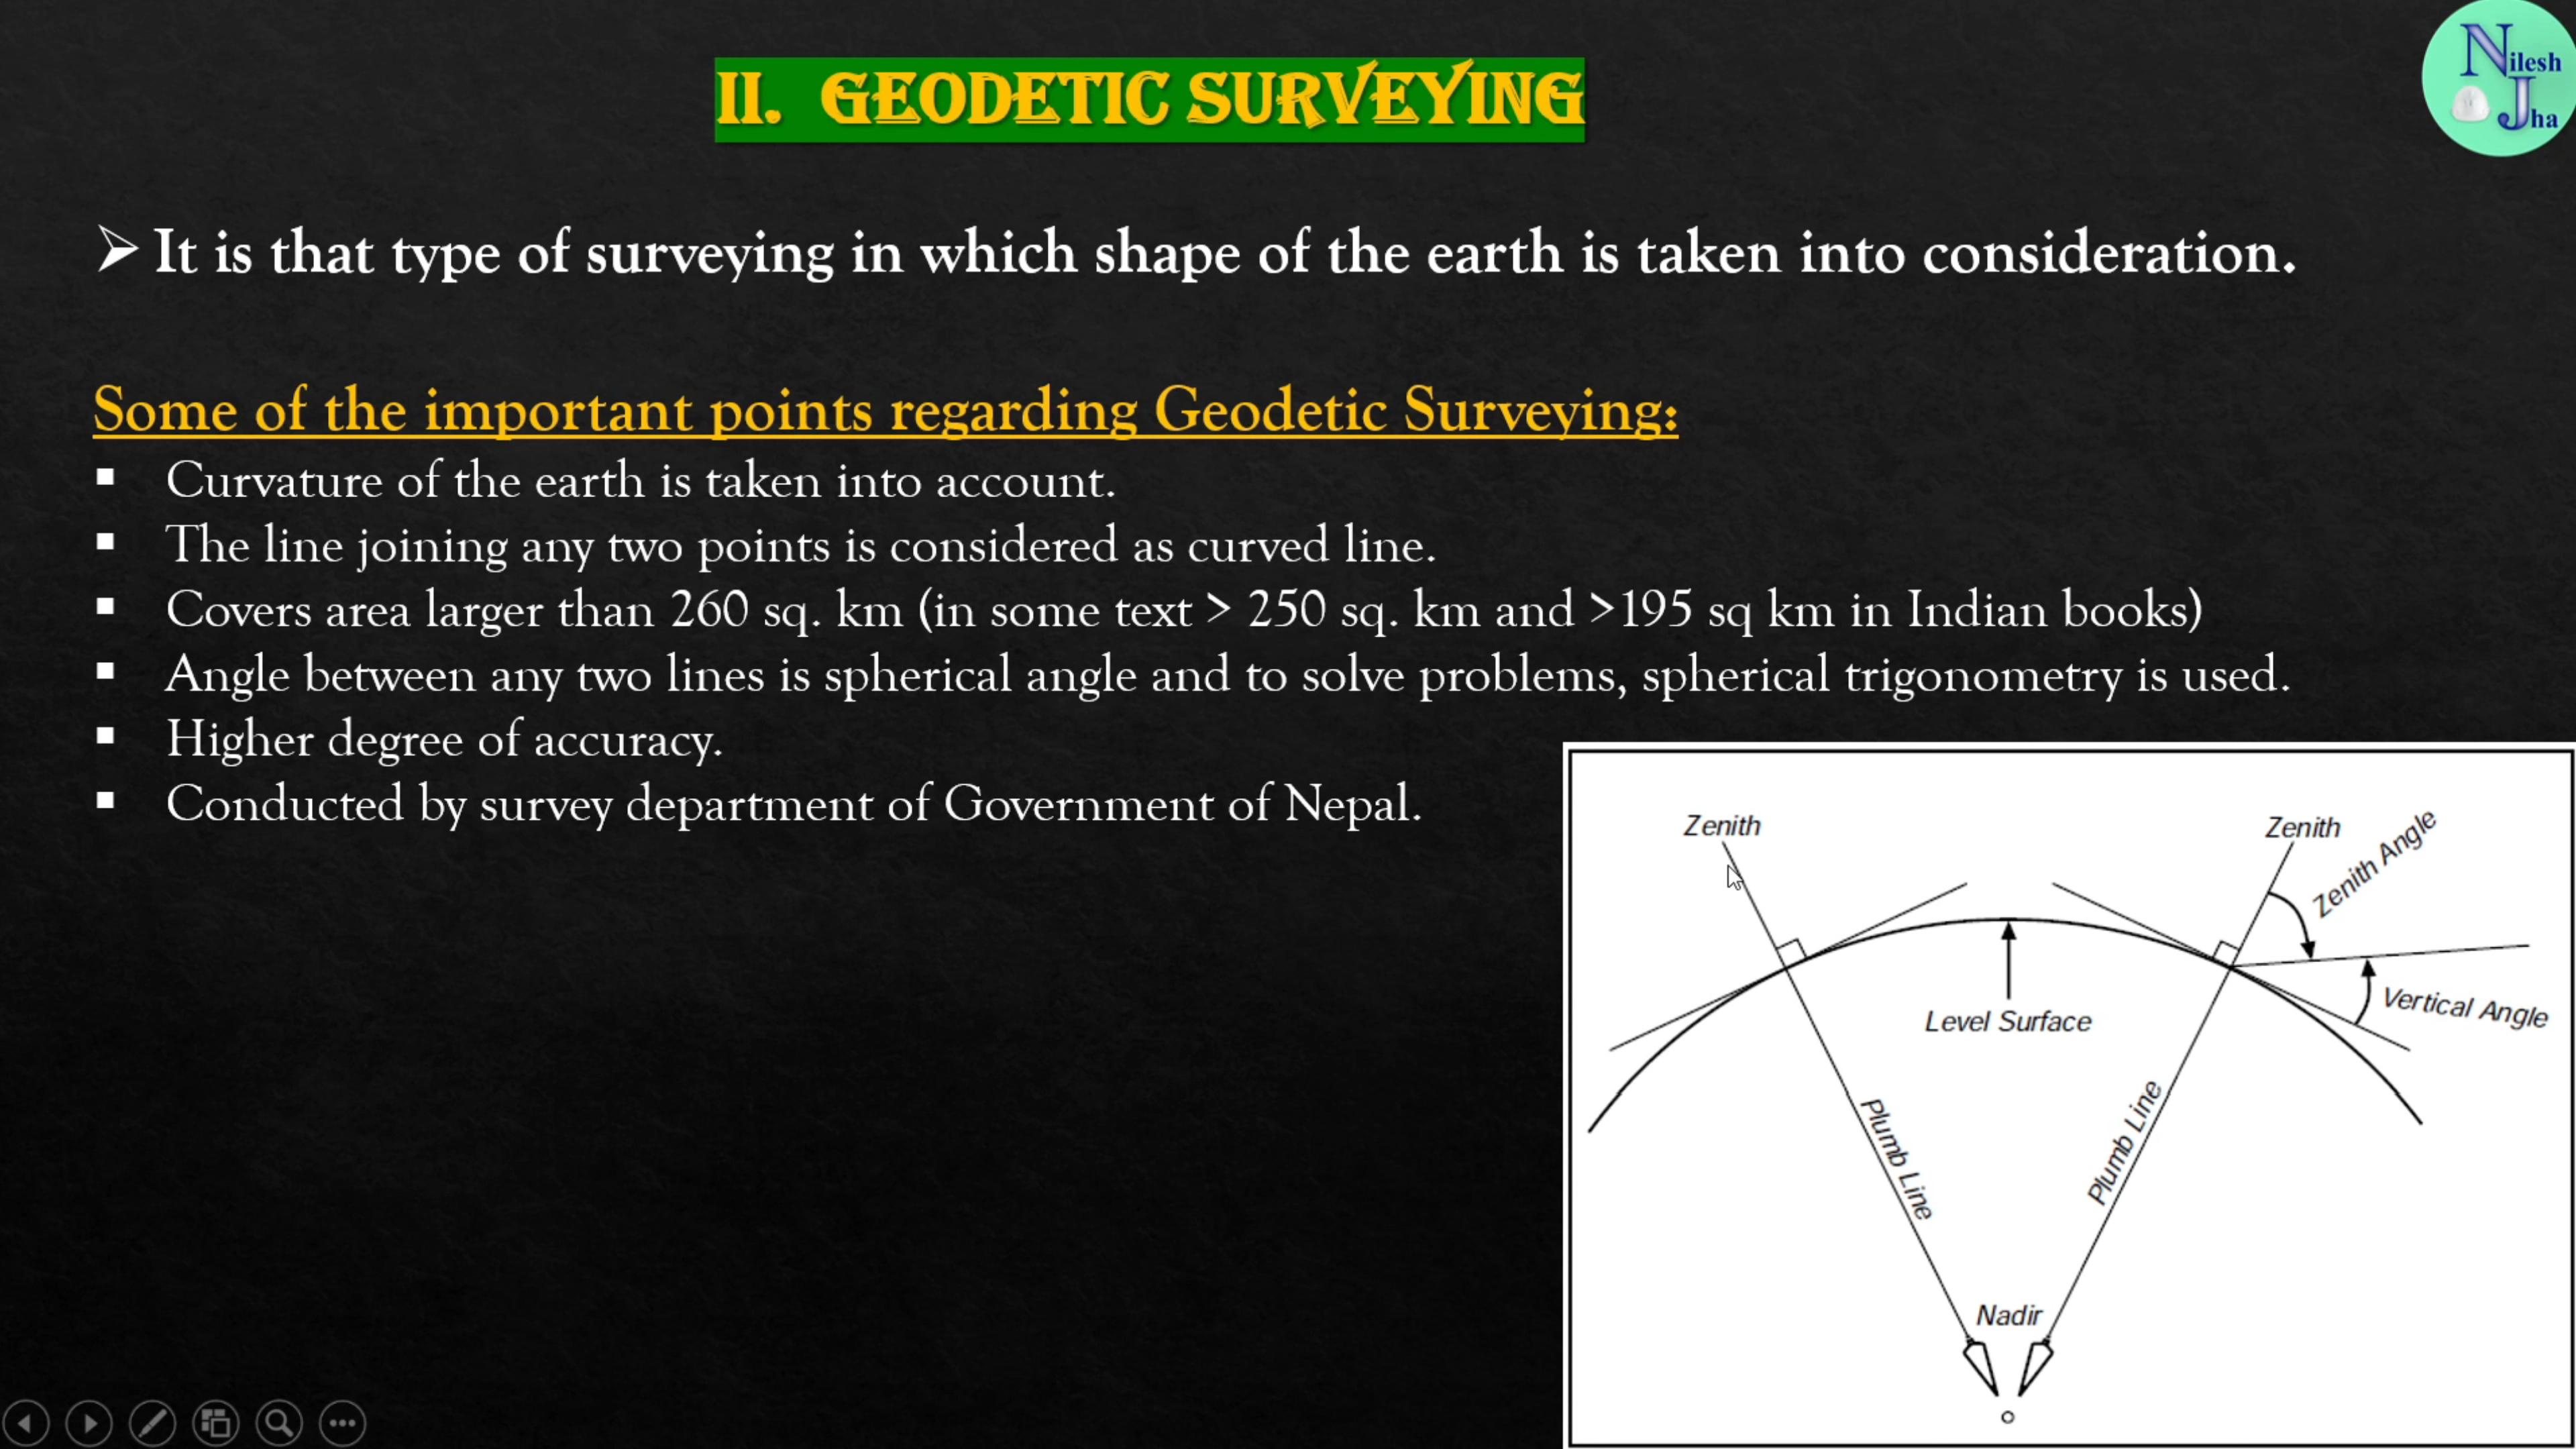 II. GEODETIC SURVEYING
Nilesh
Jha
➢ It is that type of surveying in which shape of the earth is taken into consideration.
Some of the important points regarding Geodetic Surveying:
▪ Curvature of the earth is taken into account.
▪ The line joining any two points is considered as curved line.
▪ Covers area larger than 260 sq. km (in some text > 250 sq. km and >195 sq km in Indian books)
▪ Angle between any two lines is spherical angle and to solve problems, spherical trigonometry is used.
▪ Higher degree of accuracy.
▪ Conducted by survey department of Government of Nepal.
Zenith
Zenith
Zenith Angle
Level Surface
Vertical Angle
Plumb Line
Plumb Line
Nadir